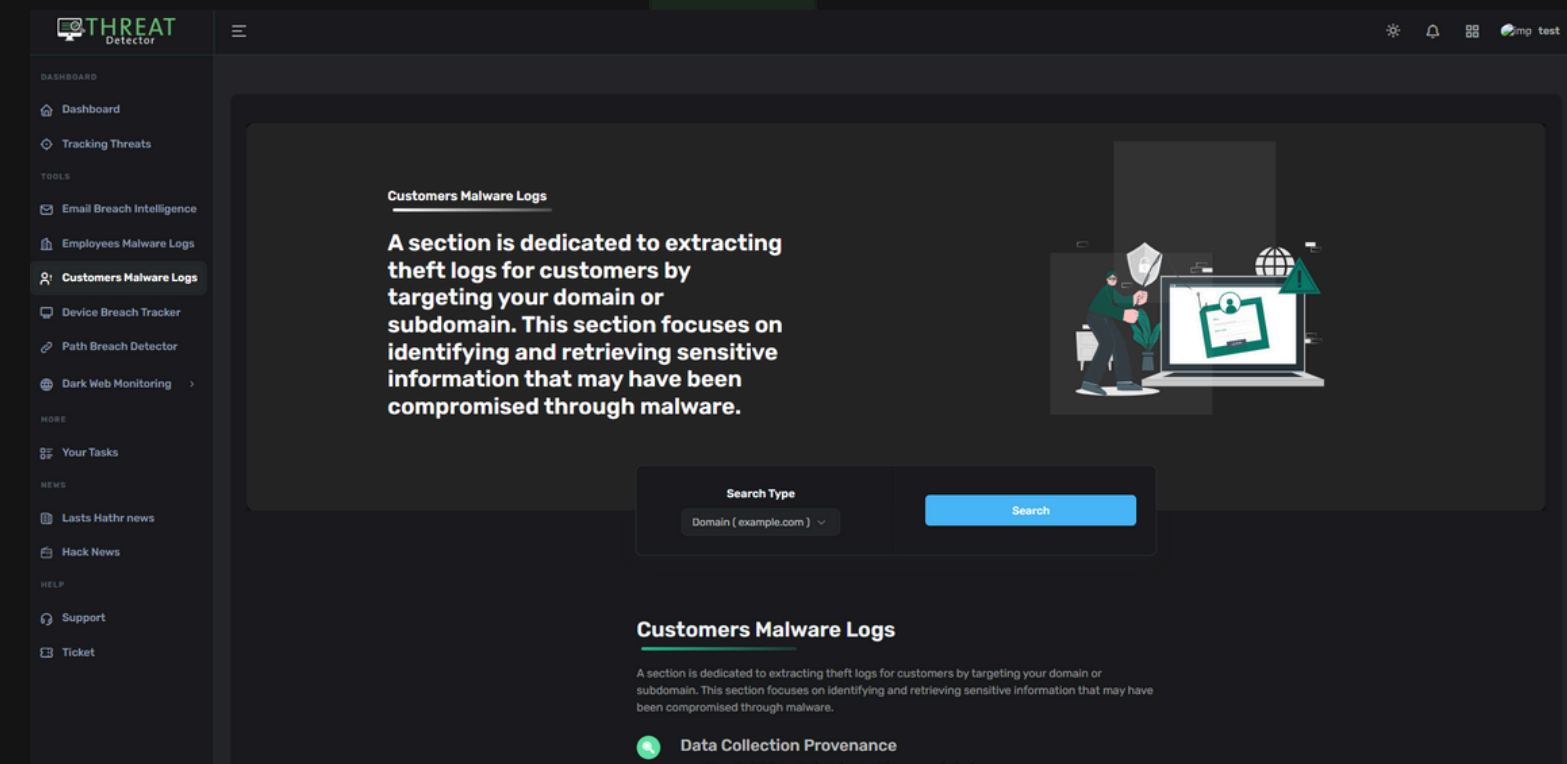 THREAT
Detector
imp test
DASHBOARD
Dashboard
Tracking Threats
TOOLS
Email Breach Intelligence
Employees Malware Logs
Customers Malware Logs
Device Breach Tracker
Path Breach Detector
Dark Web Monitoring
MORE
Your Tasks
NEWS
Lasts Hathr news
Hack News
HELP
Support
Ticket
Customers Malware Logs
A section is dedicated to extracting
theft logs for customers by
targeting your domain or
subdomain. This section focuses on
identifying and retrieving sensitive
information that may have been
compromised through malware.
Search Type
Domain ( example.com )
Search
Customers Malware Logs
A section is dedicated to extracting theft logs for customers by targeting your domain or
subdomain. This section focuses on identifying and retrieving sensitive information that may have
been compromised through malware.
Data Collection Provenance